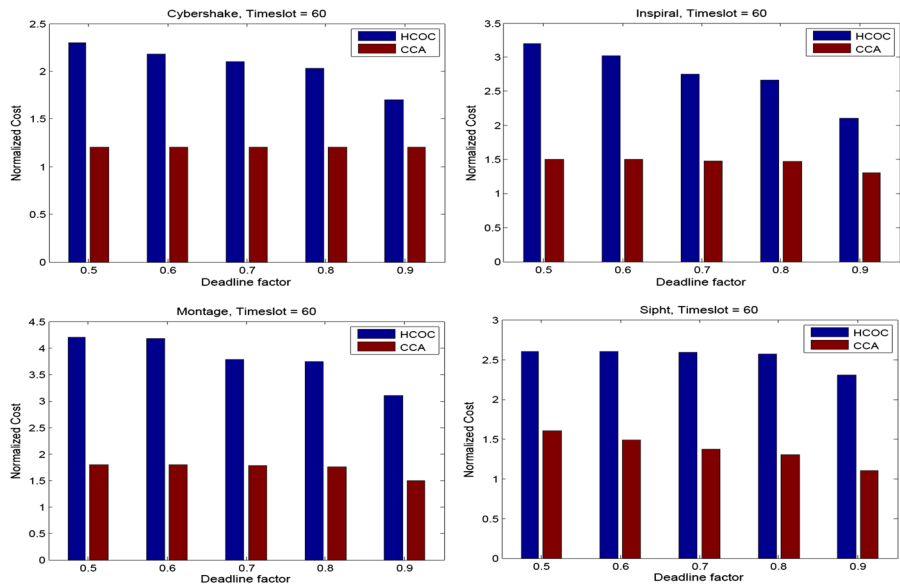 Cybershake, Timeslot = 60
Normalized Cost
2.5
2
1.5
1
0.5
0
HCOC
CCA
0.5 0.6 0.7 0.8 0.9
Deadline factor
Inspiral, Timeslot = 60
Normalized Cost
3.5
3
2.5
2
1.5
1
0.5
0
HCOC
CCA
0.5 0.6 0.7 0.8 0.9
Deadline factor
Montage, Timeslot = 60
Normalized Cost
4.5
4
3.5
3
2.5
2
1.5
1
0.5
0
HCOC
CCA
0.5 0.6 0.7 0.8 0.9
Deadline factor
Sipht, Timeslot = 60
Normalized Cost
3
2.5
2
1.5
1
0.5
0
HCOC
CCA
0.5 0.6 0.7 0.8 0.9
Deadline factor